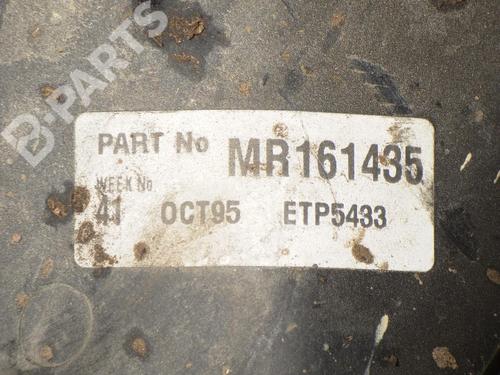 B-PARTS
PART No MR161435
WEEK No
41 OCT95 ETP5433